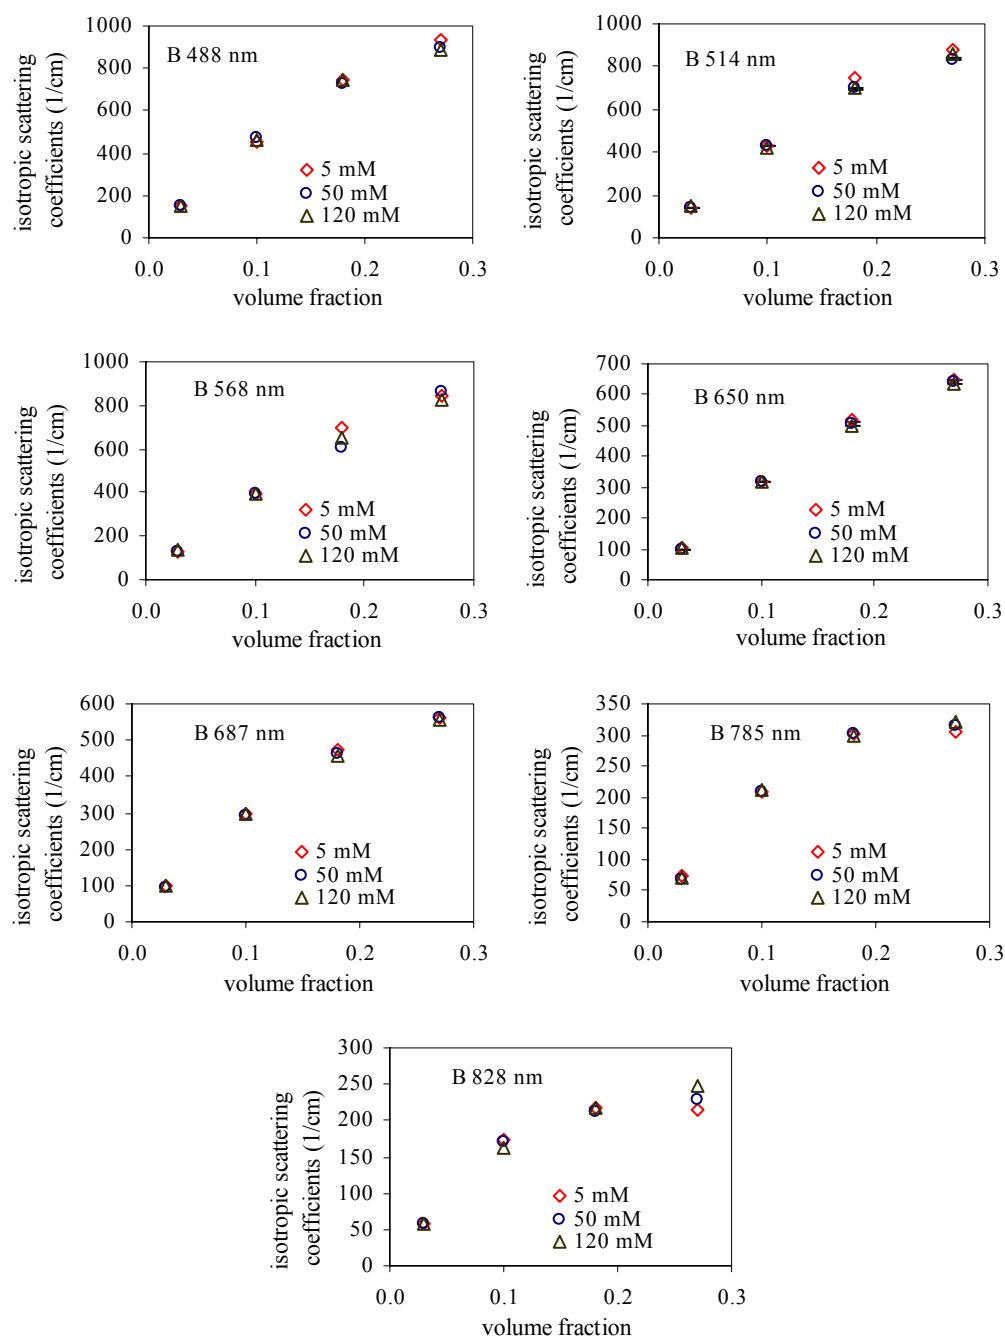 isotropic scattering
coefficients (1/cm)
1000
800
600
400
200
0
B 488 nm
5 mM
50 mM
120 mM
0.0
0.1
0.2
0.3
volume fraction
isotropic scattering
coefficients (1/cm)
1000
800
600
400
200
0
B 514 nm
5 mM
50 mM
120 mM
0.0
0.1
0.2
0.3
volume fraction
isotropic scattering
coefficients (1/cm)
1000
800
600
400
200
0
B 568 nm
5 mM
50 mM
120 mM
0.0
0.1
0.2
0.3
volume fraction
isotropic scattering
coefficients (1/cm)
700
600
500
400
300
200
100
0
B 650 nm
5 mM
50 mM
120 mM
0.0
0.1
0.2
0.3
volume fraction
isotropic scattering
coefficients (1/cm)
600
500
400
300
200
100
0
B 687 nm
5 mM
50 mM
120 mM
0.0
0.1
0.2
0.3
volume fraction
isotropic scattering
coefficients (1/cm)
350
300
250
200
150
100
50
0
B 785 nm
5 mM
50 mM
120 mM
0.0
0.1
0.2
0.3
volume fraction
isotropic scattering
coefficients (1/cm)
300
250
200
150
100
50
0
B 828 nm
5 mM
50 mM
120 mM
0.0
0.1
0.2
0.3
volume fraction